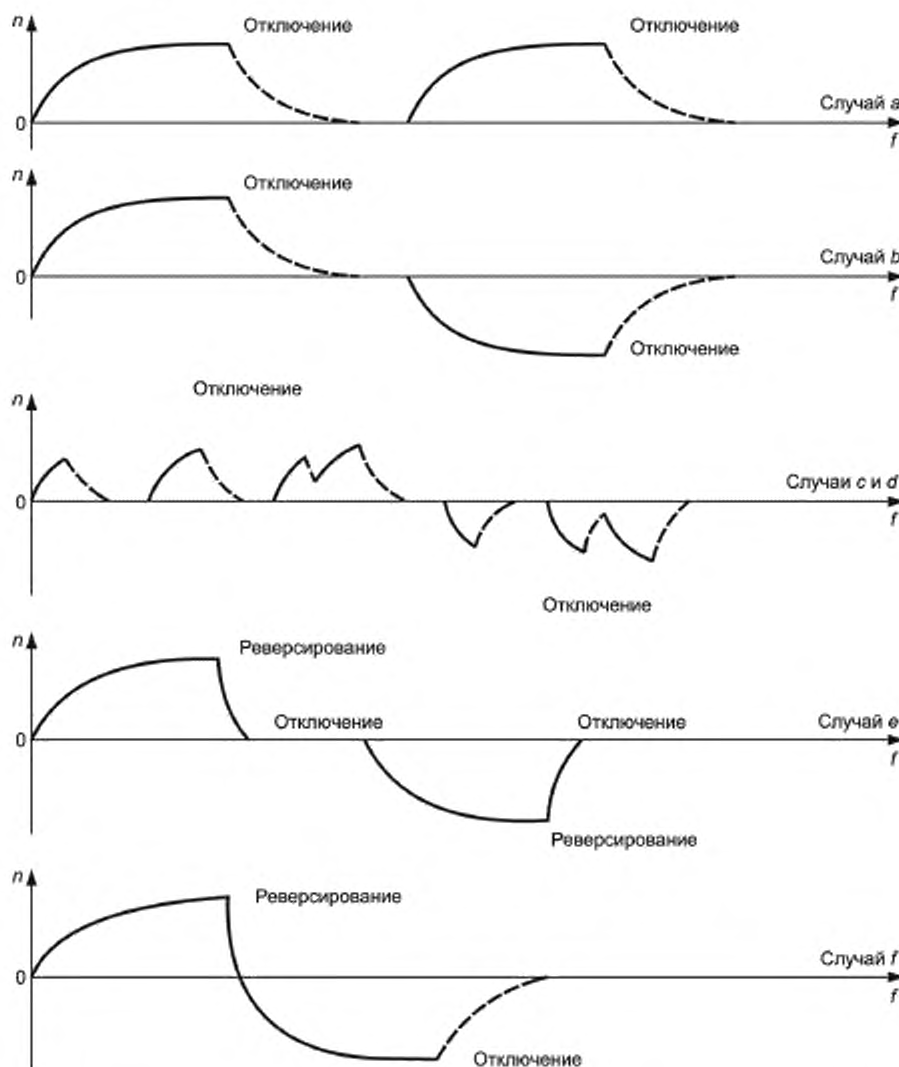 n
Отключение
Отключение
Случай a
0
f
n
Отключение
Случай b
0
f
Отключение
Отключение
n
Случаи c и d
0
f
Отключение
n
Реверсирование
Отключение
Отключение
Случай e
0
f
Реверсирование
n
Реверсирование
Случай f
0
f
Отключение